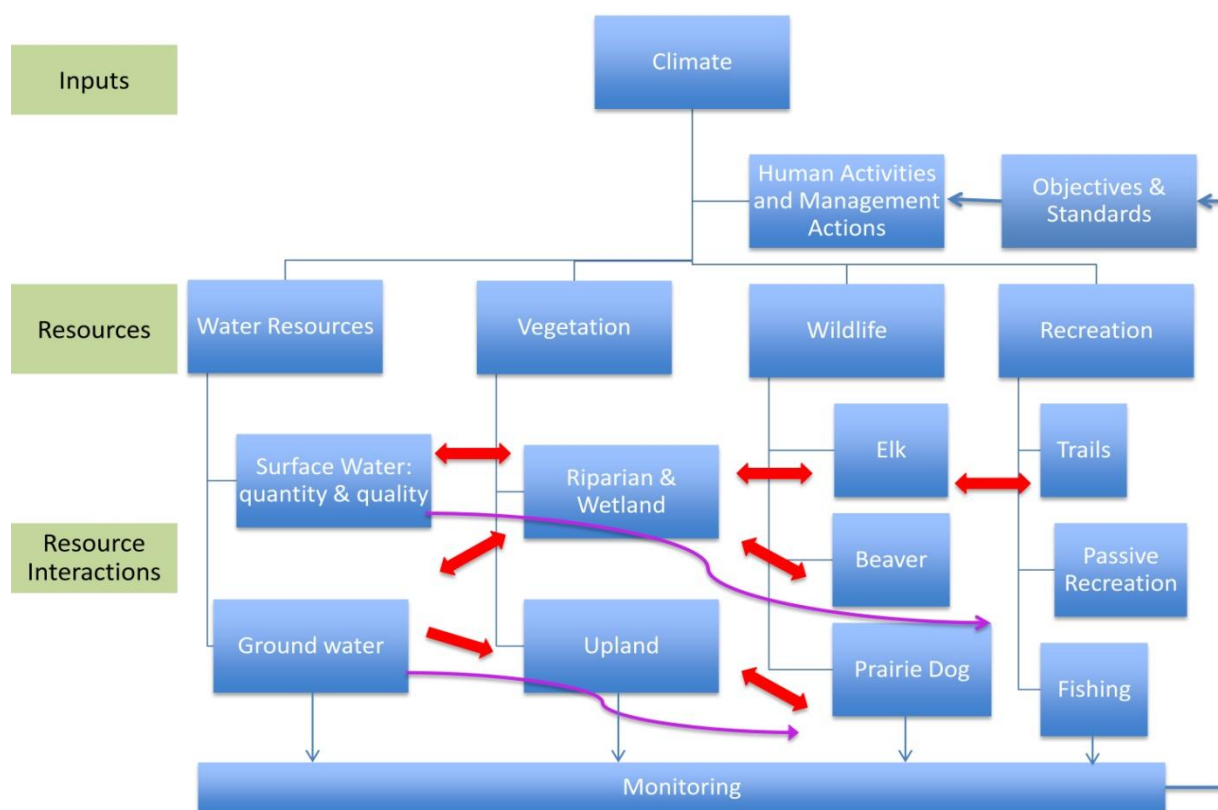 Inputs
Climate
Human Activities
and Management
Actions
Objectives &
Standards
Resources
Water Resources
Vegetation
Wildlife
Recreation
Resource
Interactions
Surface Water:
quantity & quality
Riparian &
Wetland
Elk
Trails
Beaver
Passive
Recreation
Ground water
Upland
Prairie Dog
Fishing
Monitoring